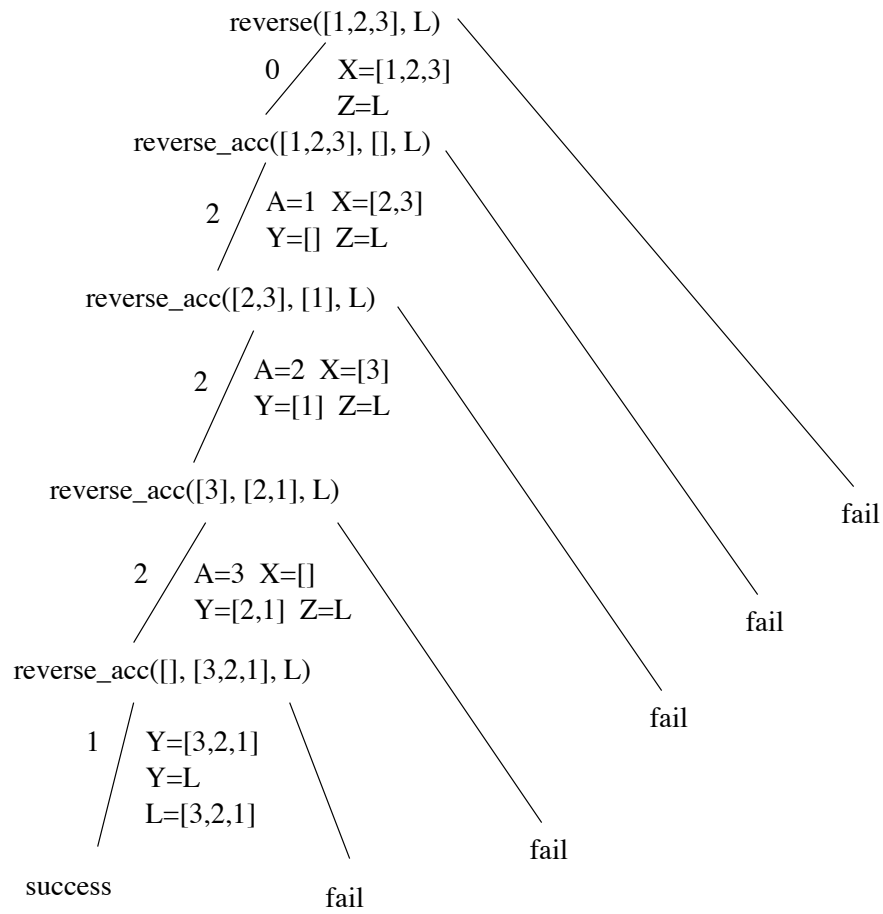 reverse([1,2,3], L)
0
X=[1,2,3]
Z=L
reverse_acc([1,2,3], [], L)
2
A=1 X=[2,3]
Y=[] Z=L
reverse_acc([2,3], [1], L)
2
A=2 X=[3]
Y=[1] Z=L
reverse_acc([3], [2,1], L)
fail
2
A=3 X=[]
Y=[2,1] Z=L
fail
reverse_acc([], [3,2,1], L)
fail
1
Y=[3,2,1]
Y=L
L=[3,2,1]
fail
success
fail